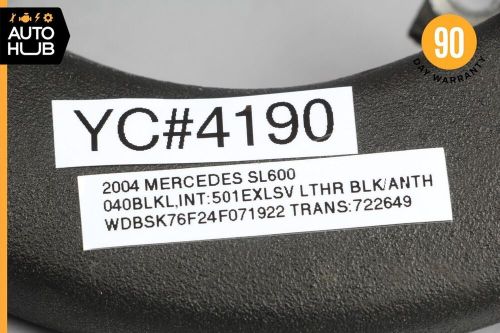 AUTO
HUB
90
DAY WARRANTY
YC#4190
2004 MERCEDES SL600
040BLKL,INT:501EXLSV LTHR BLK/ANTH
WDBSK76F24F071922 TRANS:722649